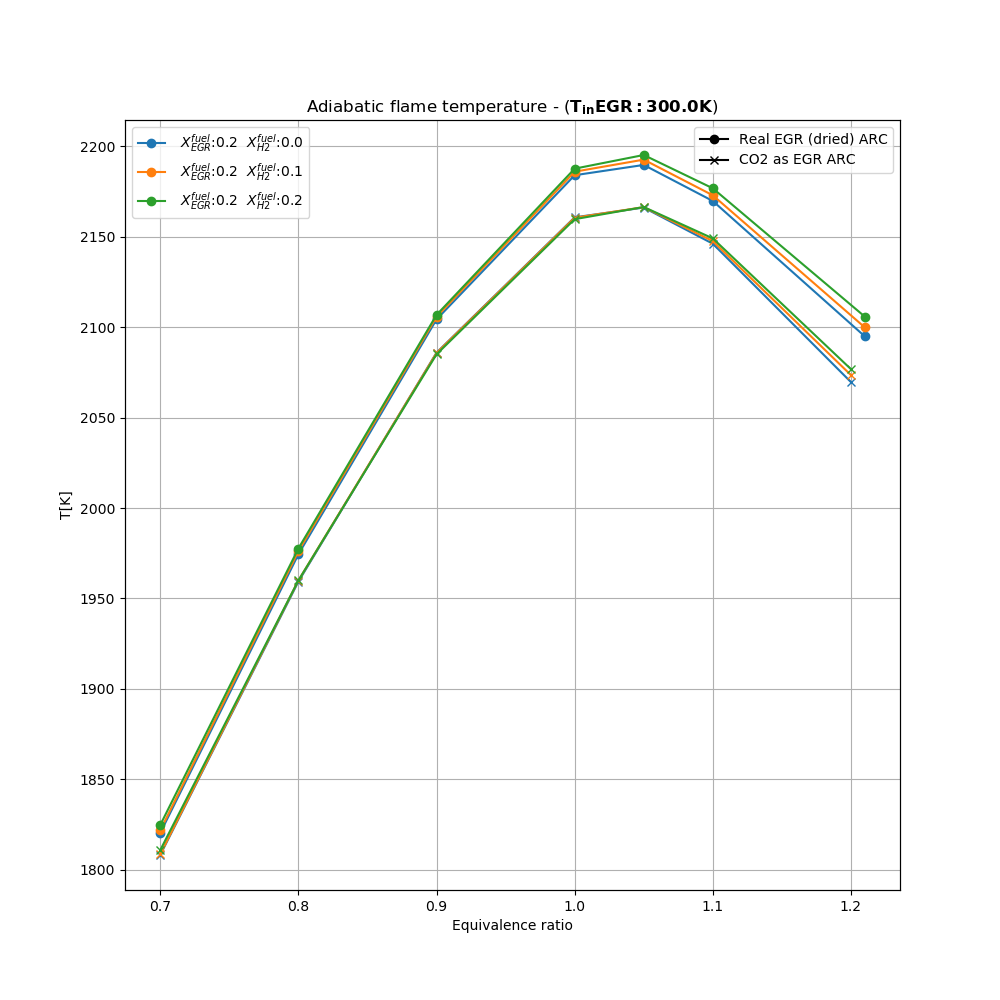 Adiabatic flame temperature - (T_in EGR : 300.0K)
X_EGR^fuel:0.2 X_H2^fuel:0.0
X_EGR^fuel:0.2 X_H2^fuel:0.1
X_EGR^fuel:0.2 X_H2^fuel:0.2
Real EGR (dried) ARC
CO2 as EGR ARC
T[K]
2200
2150
2100
2050
2000
1950
1900
1850
1800
0.7 0.8 0.9 1.0 1.1 1.2
Equivalence ratio